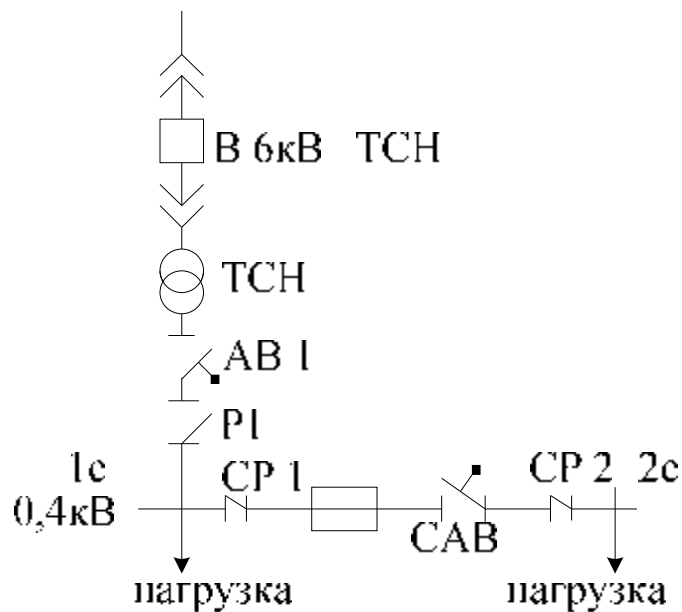 В 6кВ ТСН
ТСН
АВ 1
Р1
1с
0,4кВ
СР 1
САВ
СР 2 2с
нагрузка
нагрузка